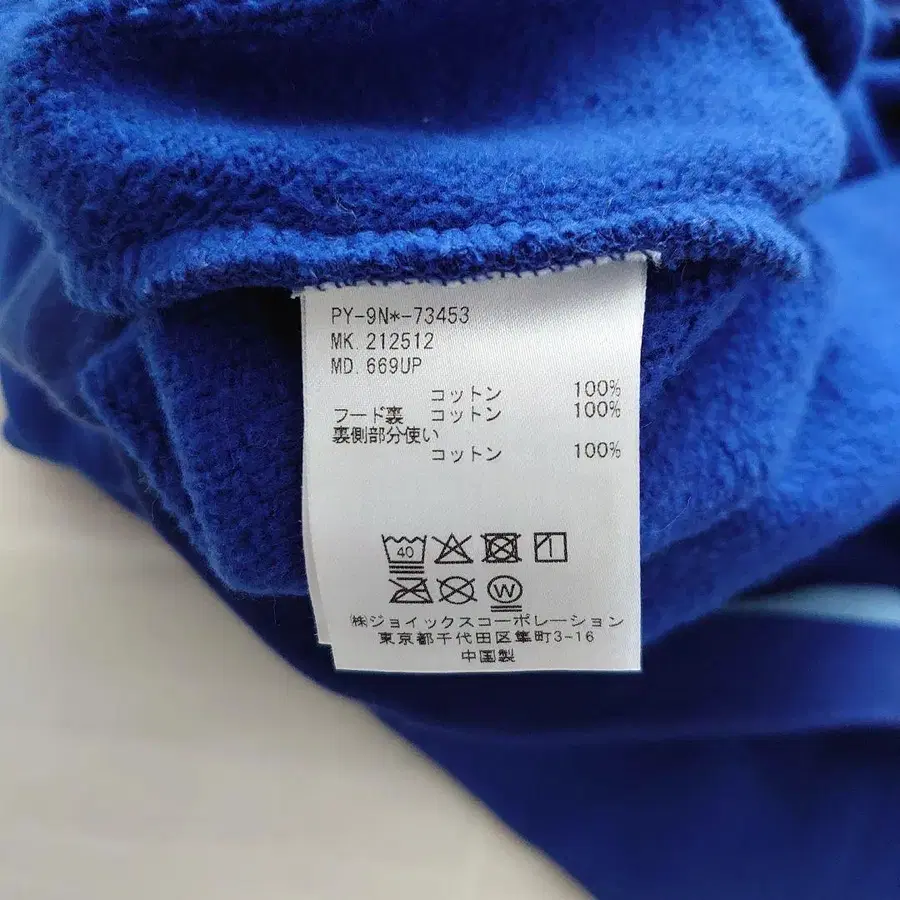 PY-9N*-73453
MK. 212512
MD. 669UP
コットン 100%
フード裏 コットン 100%
裏側部分使い
コットン 100%
40
W
㈱ジョイックスコーポレーション
東京都千代田区隼町3-16
中国製